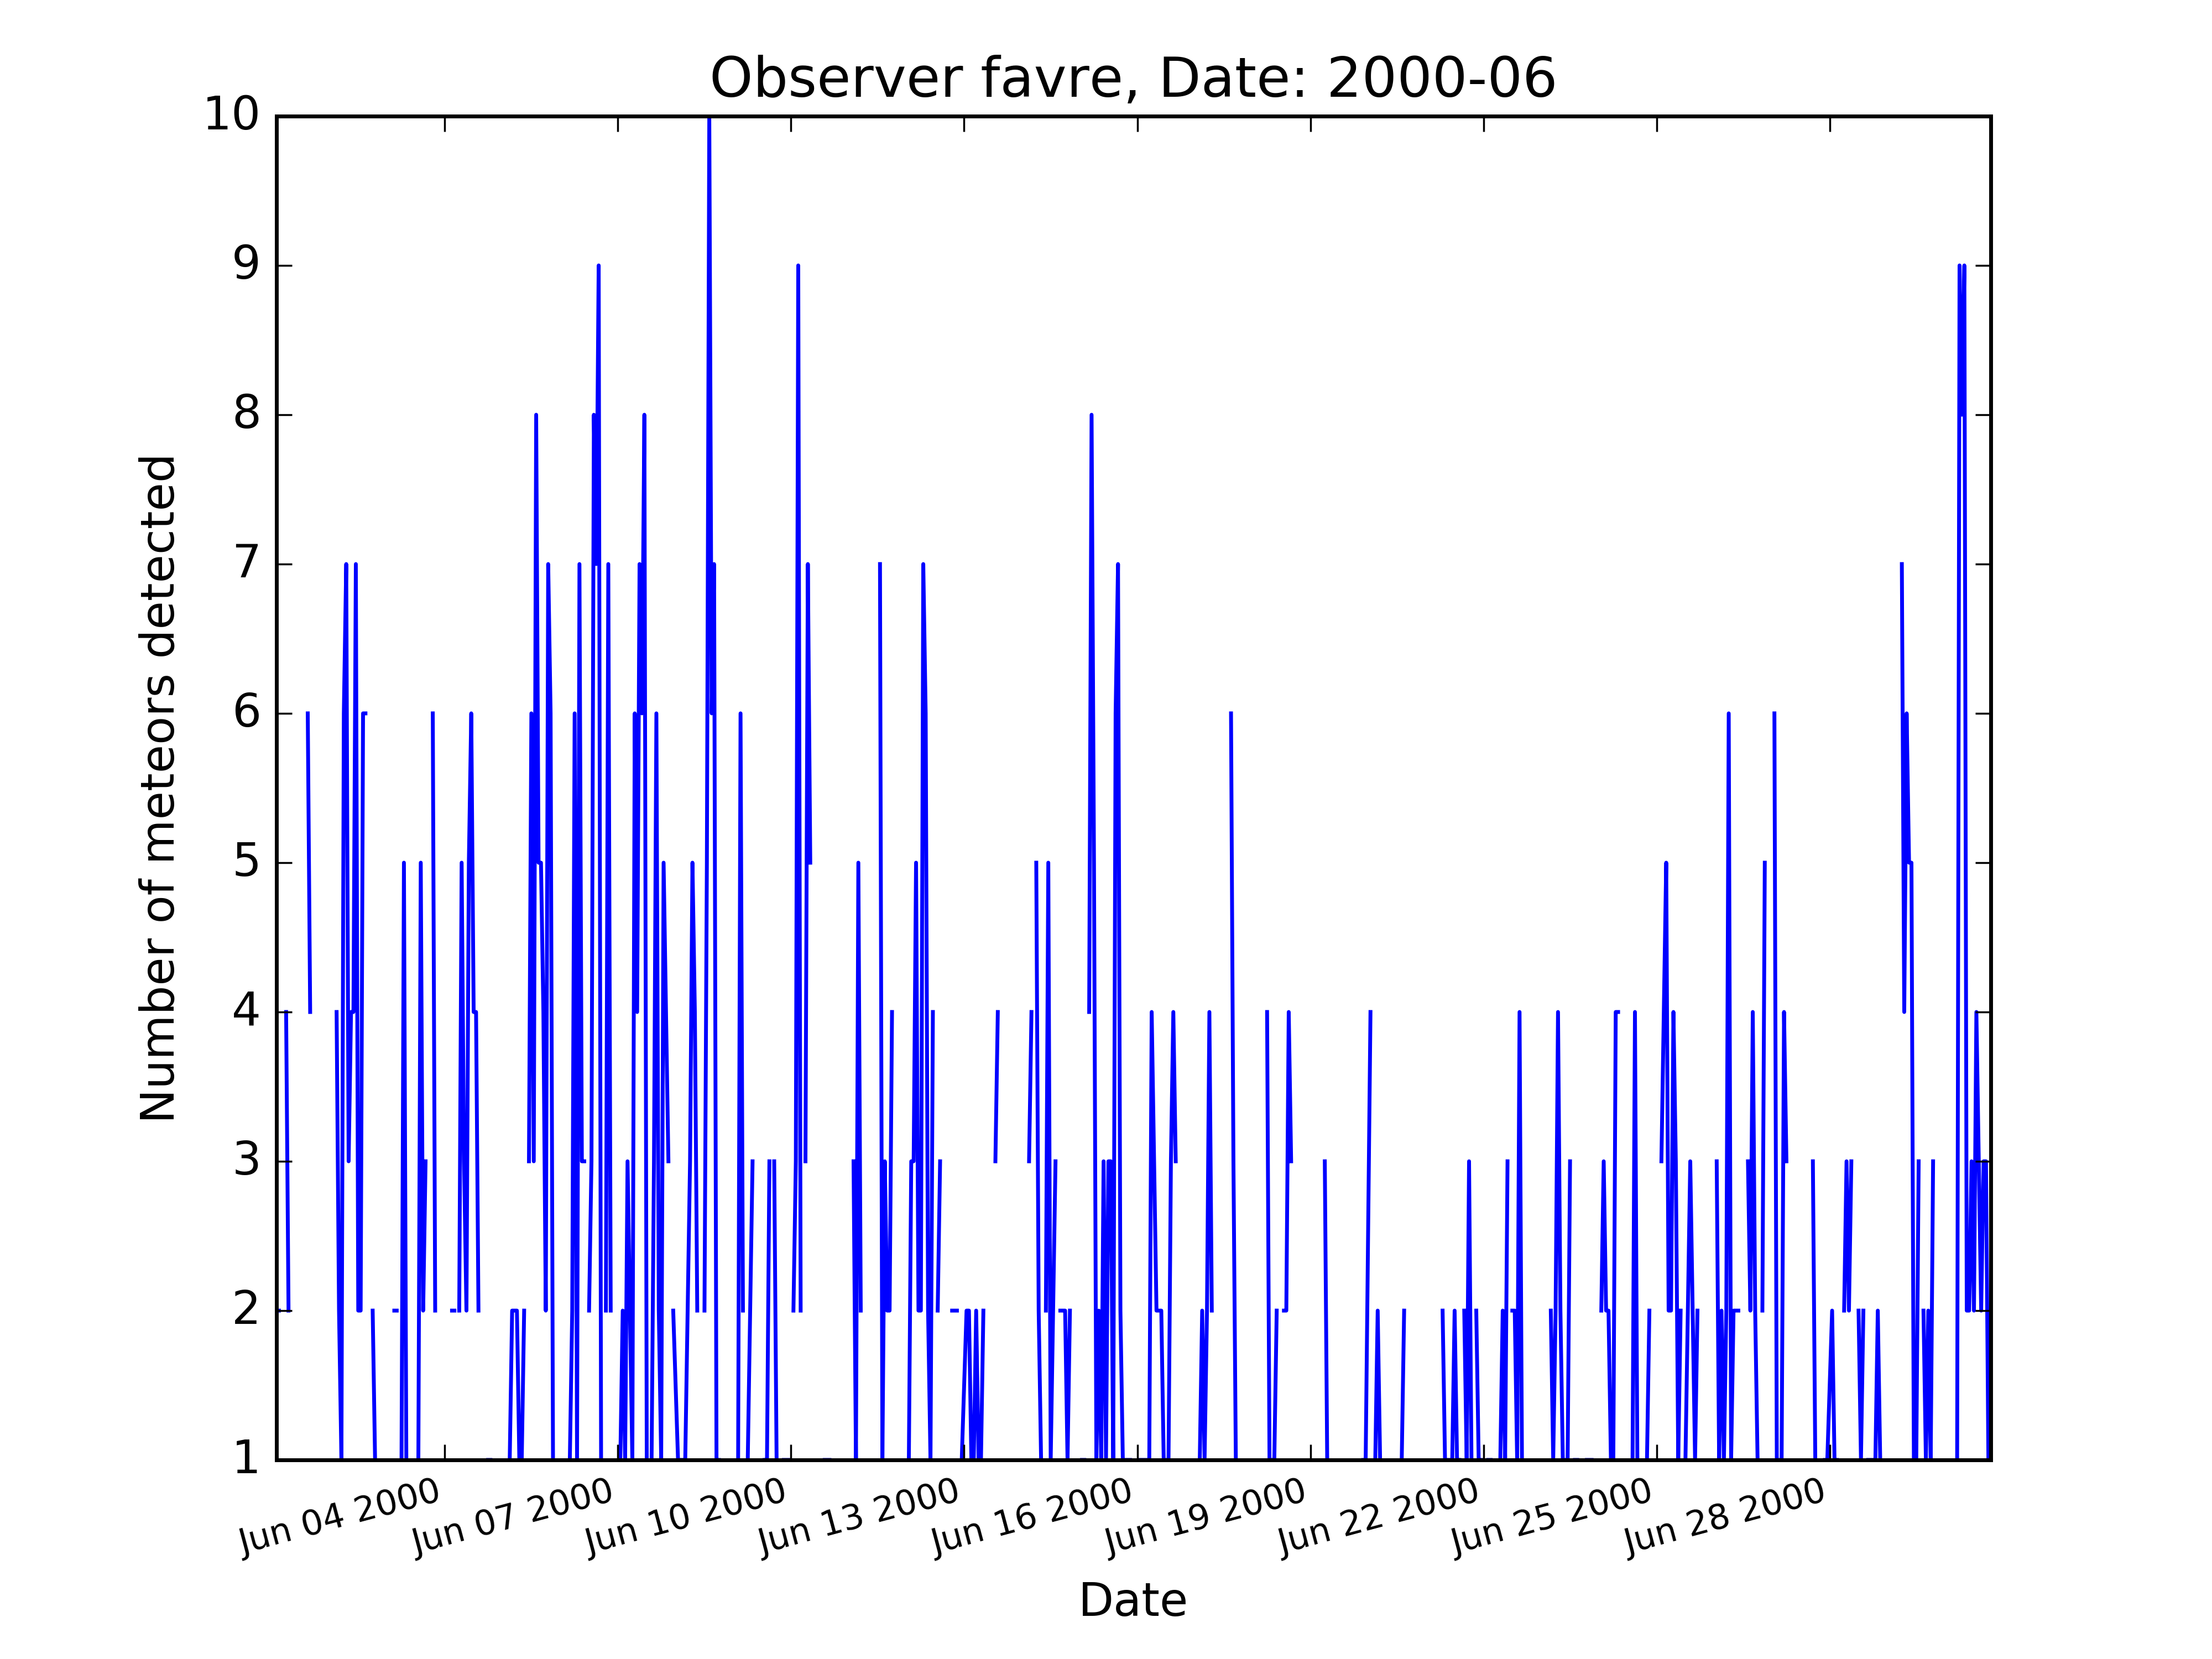 Observer favre, Date: 2000-06
Number of meteors detected
10
9
8
7
6
5
4
3
2
1
Jun 04 2000
Jun 07 2000
Jun 10 2000
Jun 13 2000
Jun 16 2000
Jun 19 2000
Jun 22 2000
Jun 25 2000
Jun 28 2000
Date